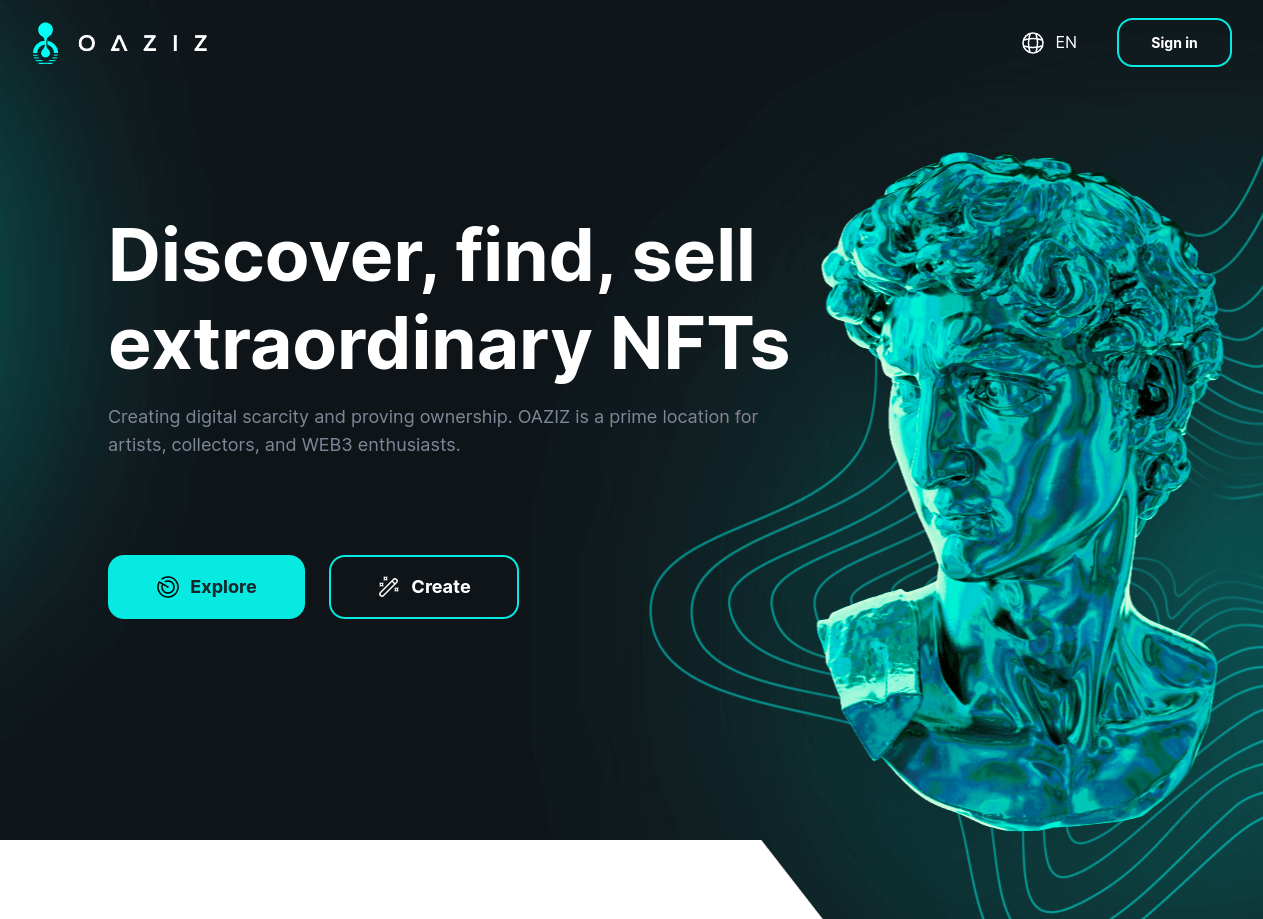 OAZIZ
EN
Sign in
Discover, find, sell
extraordinary NFTs
Creating digital scarcity and proving ownership. OAZIZ is a prime location for
artists, collectors, and WEB3 enthusiasts.
Explore
Create